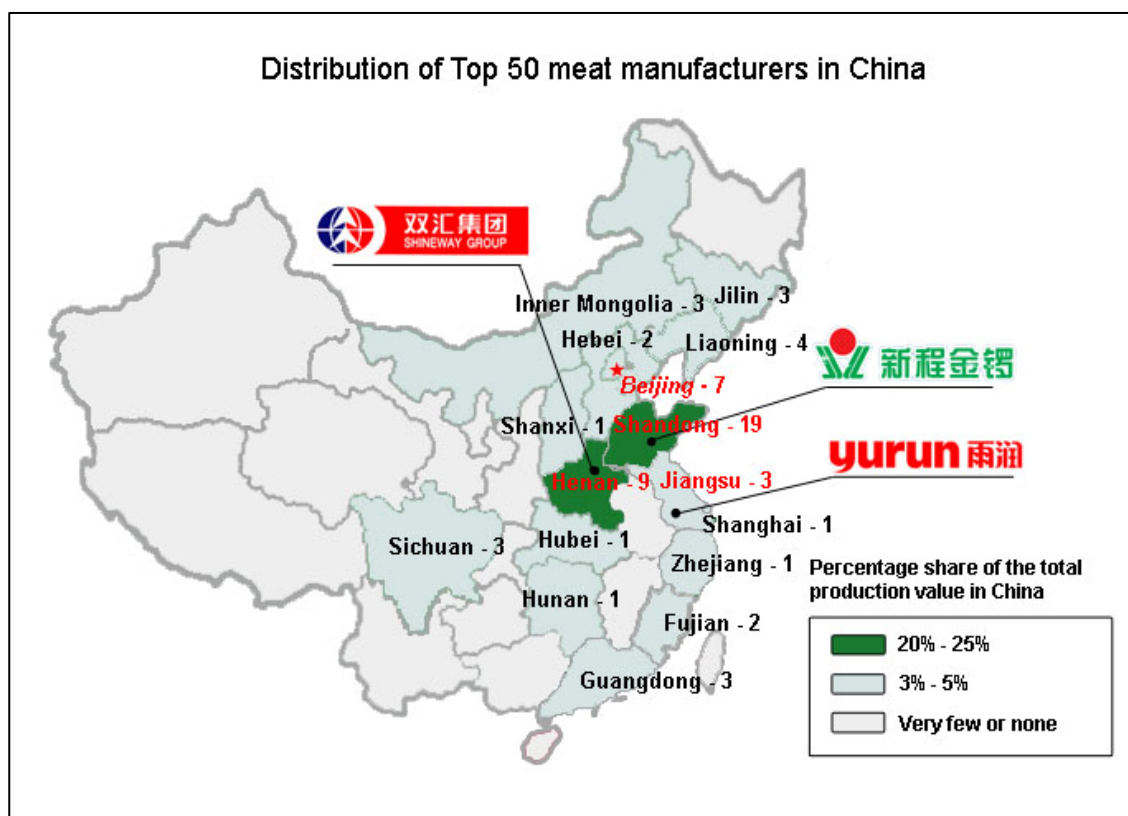 Distribution of Top 50 meat manufacturers in China
双汇集团
SHINEWAY GROUP
Inner Mongolia - 3
Jilin - 3
Hebei - 2
Liaoning - 4
新程金锣
Beijing - 7
Shanxi - 1
Shandong - 19
yurun 雨润
Henan - 9
Jiangsu - 3
Shanghai - 1
Sichuan - 3
Hubei - 1
Zhejiang - 1
Hunan - 1
Fujian - 2
Guangdong - 3
Percentage share of the total
production value in China
20% - 25%
3% - 5%
Very few or none